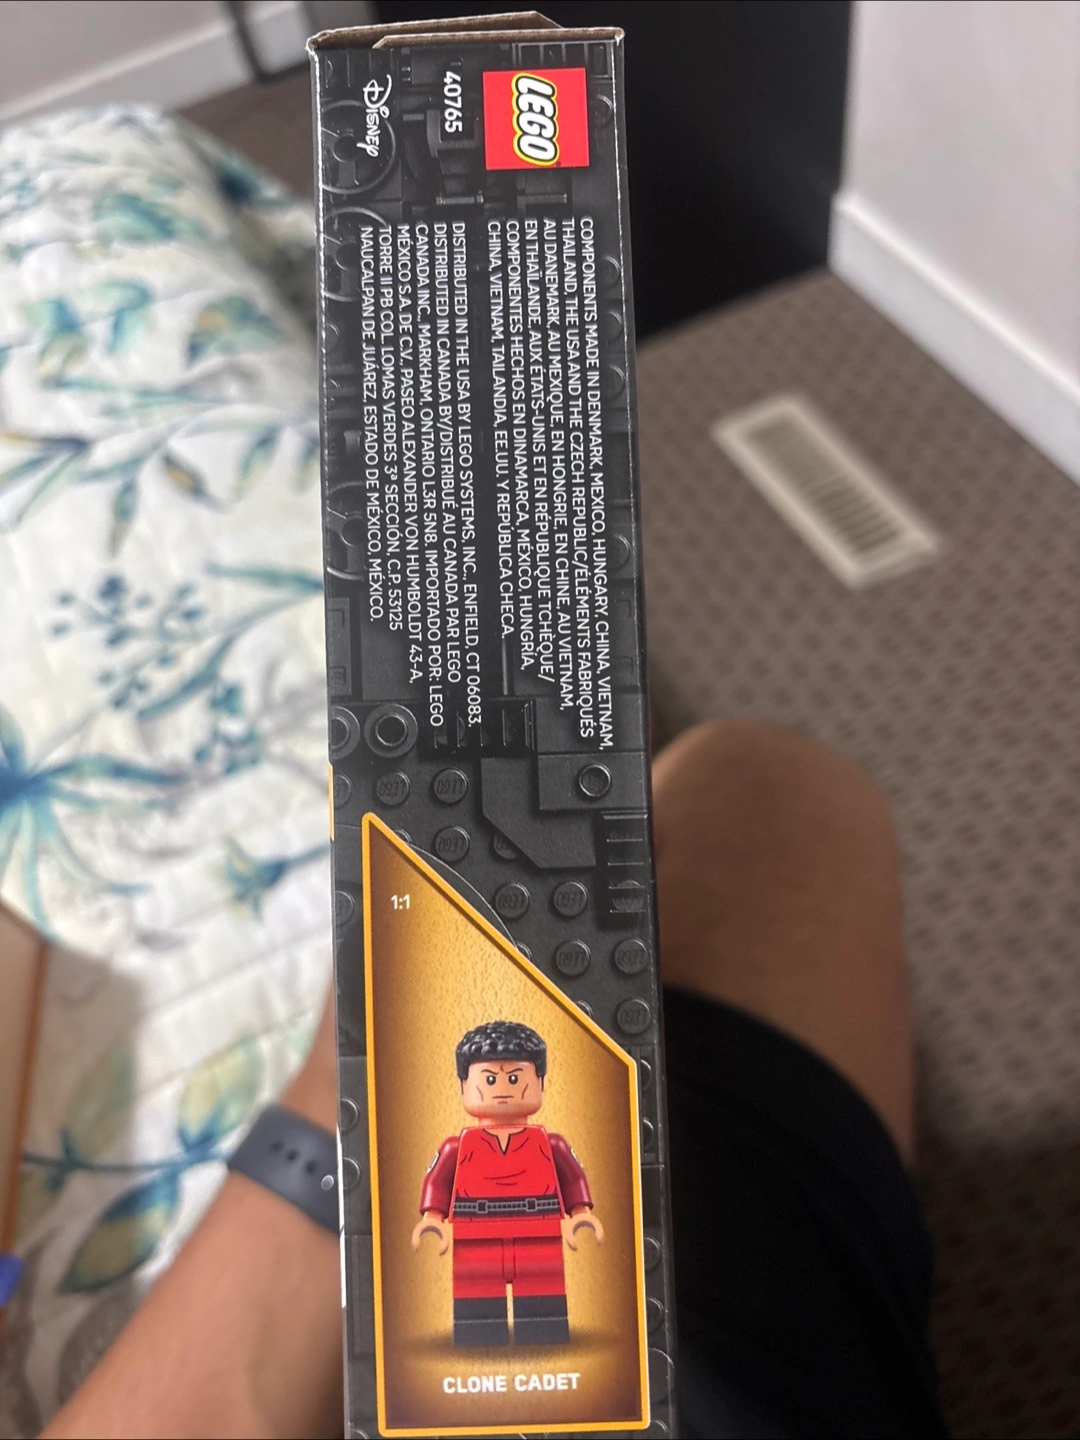 LEGO
40765
Disney
COMPONENTS MADE IN DENMARK, MEXICO, HUNGARY, CHINA, VIETNAM,
THAILAND, THE USA AND THE CZECH REPUBLIC/ÉLÉMENTS FABRIQUÉS
AU DANEMARK, AU MEXIQUE, EN HONGRIE, EN CHINE, AU VIETNAM,
EN THAÏLANDE, AUX ÉTATS-UNIS ET EN RÉPUBLIQUE TCHÈQUE/
COMPONENTES HECHOS EN DINAMARCA, MÉXICO, HUNGRÍA,
CHINA, VIETNAM, TAILANDIA, EE.UU. Y REPÚBLICA CHECA.
DISTRIBUTED IN THE USA BY LEGO SYSTEMS, INC., ENFIELD, CT 06083.
DISTRIBUTED IN CANADA BY/DISTRIBUÉ AU CANADA PAR LEGO
CANADA INC., MARKHAM, ONTARIO L3R 5N8. IMPORTADO POR: LEGO
MÉXICO S.A. DE C.V. PASEO ALEXANDER VON HUMBOLDT 43-A,
TORRE II PB COL. LOMAS VERDES 3ª SECCIÓN, C.P. 53125
NAUCALPAN DE JUÁREZ, ESTADO DE MÉXICO, MÉXICO.
1:1
CLONE CADET